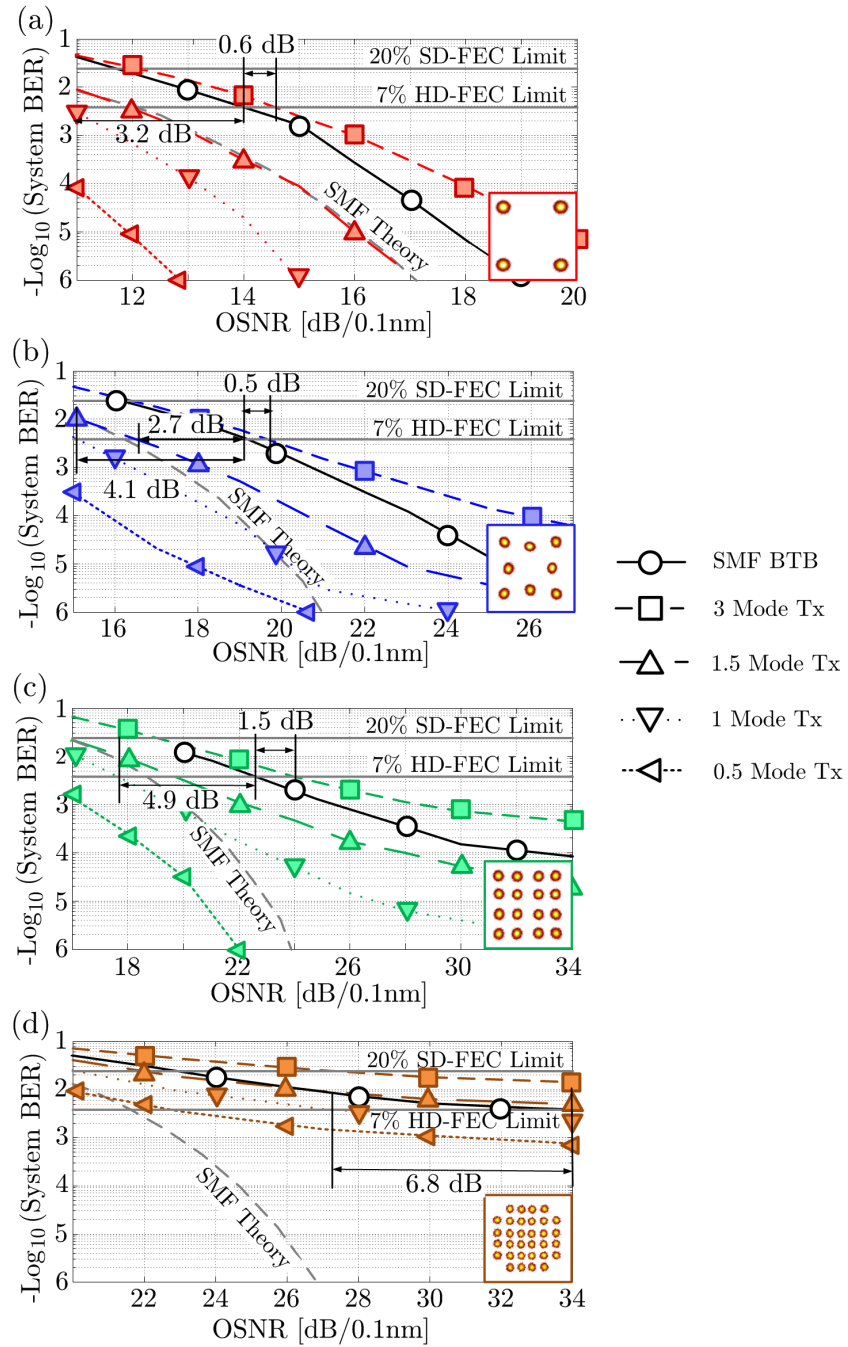 (a)
0.6 dB
1
20% SD-FEC Limit
2
7% HD-FEC Limit
3.2 dB
3
4
SMF Theory
5
6
12 14 16 18 20
OSNR [dB/0.1nm]
-Log10(System BER)
(b)
1
0.5 dB
20% SD-FEC Limit
2
2.7 dB
7% HD-FEC Limit
3
4.1 dB
4
SMF Theory
5
6
16 18 20 22 24 26
OSNR [dB/0.1nm]
-Log10(System BER)
SMF BTB
3 Mode Tx
1.5 Mode Tx
1 Mode Tx
0.5 Mode Tx
(c)
1
1.5 dB
20% SD-FEC Limit
2
7% HD-FEC Limit
4.9 dB
3
4
SMF Theory
5
6
18 22 26 30 34
OSNR [dB/0.1nm]
-Log10(System BER)
(d)
1
20% SD-FEC Limit
2
7% HD-FEC Limit
3
6.8 dB
4
SMF Theory
5
6
22 24 26 28 30 32 34
OSNR [dB/0.1nm]
-Log10(System BER)